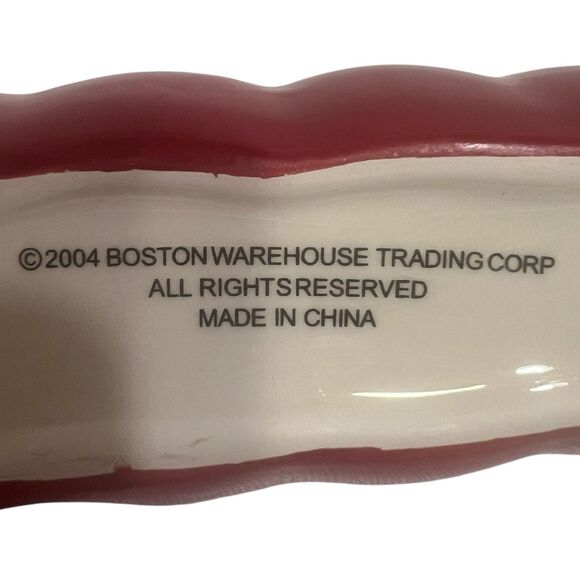 ©2004 BOSTON WAREHOUSE TRADING CORP
ALL RIGHTS RESERVED
MADE IN CHINA